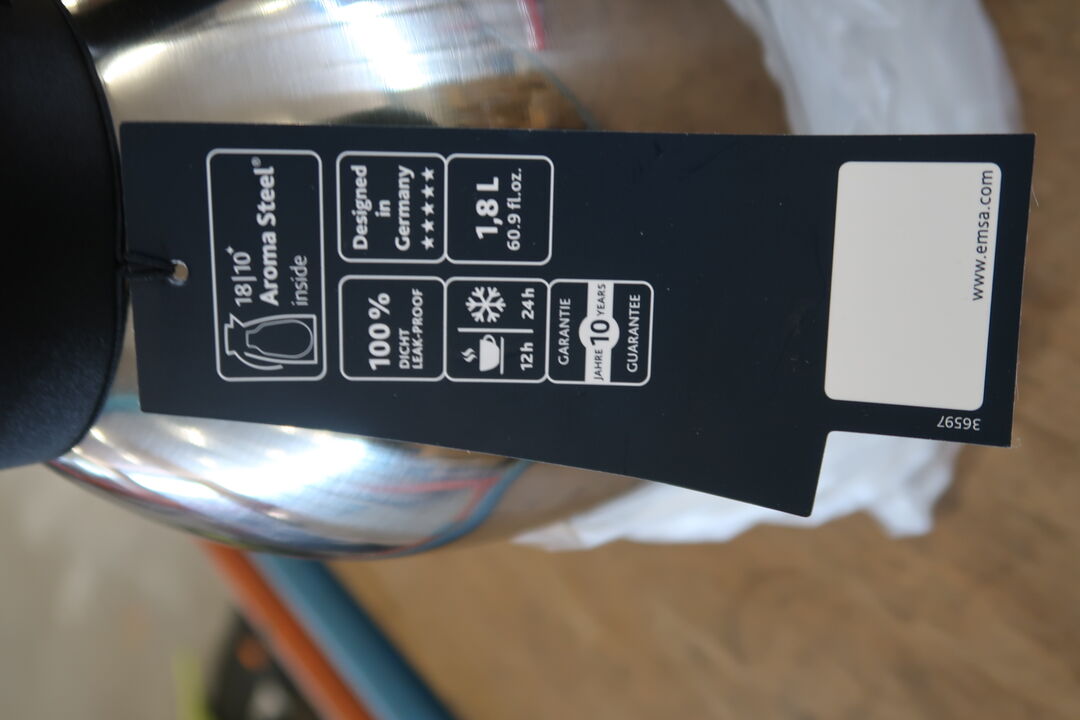 18|10+
Aroma Steel®
inside
100 %
DICHT
LEAK-PROOF
Designed
in
Germany
★★★★★
12h | 24h
1,8 L
60.9 fl.oz.
GARANTIE
JAHRE 10 YEARS
GUARANTEE
www.emsa.com
36597